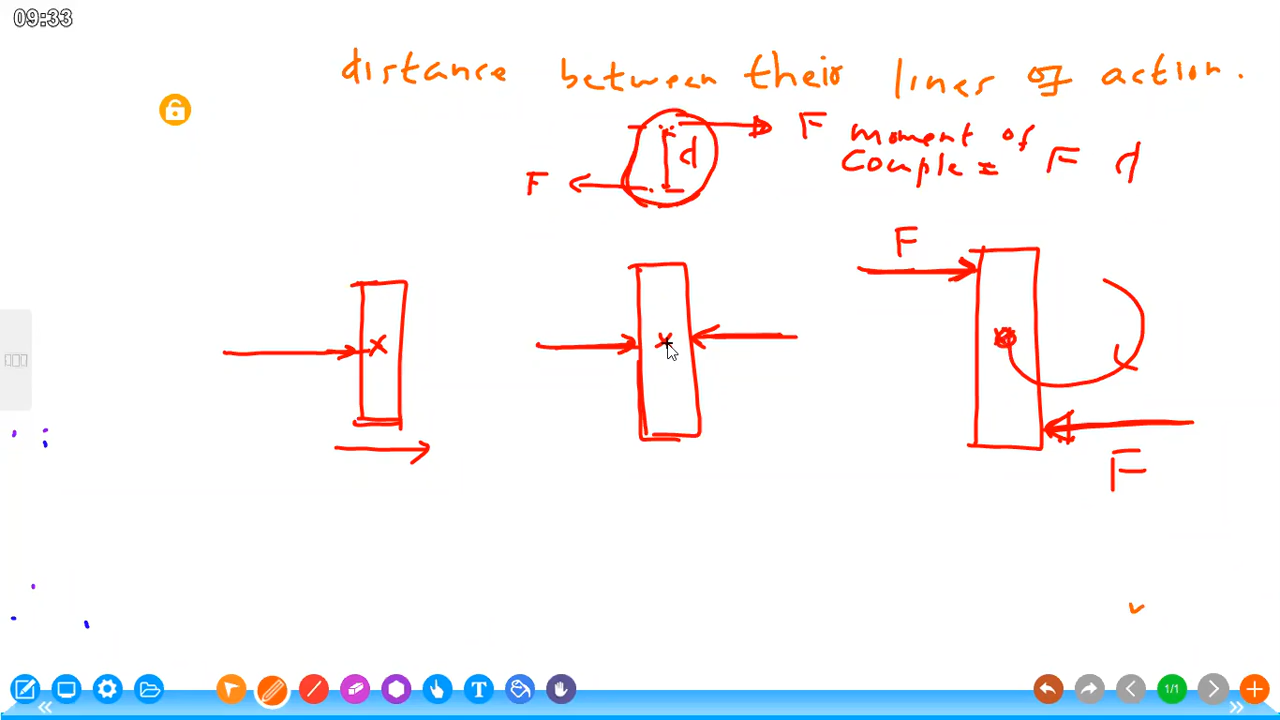 09:33
distance between their lines of action.
F moment of
d
F couple = F d
F
F
1/1
T